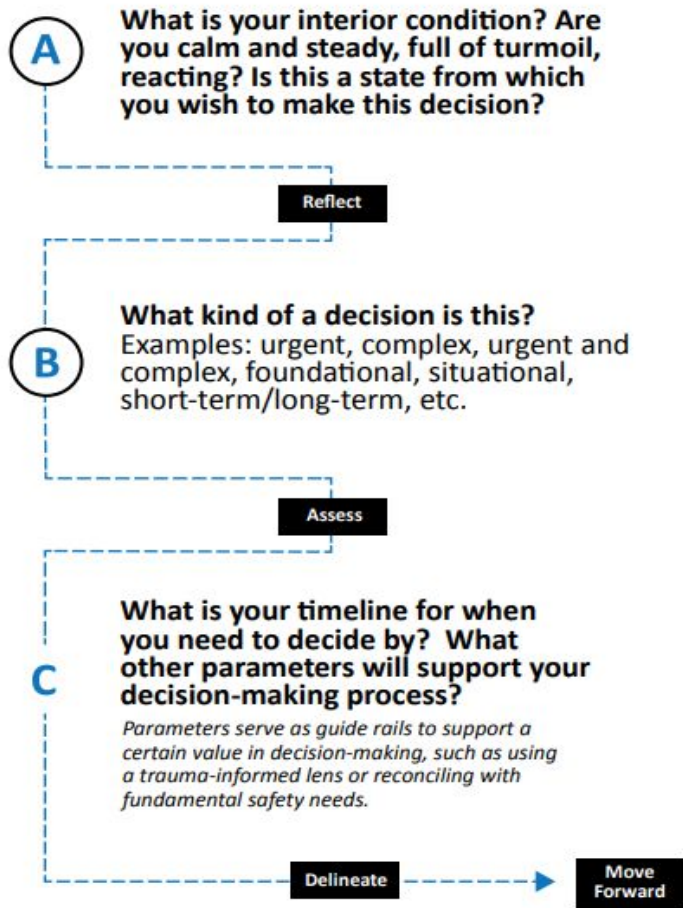 A
What is your interior condition? Are
you calm and steady, full of turmoil,
reacting? Is this a state from which
you wish to make this decision?
Reflect
B
What kind of a decision is this?
Examples: urgent, complex, urgent and
complex, foundational, situational,
short-term/long-term, etc.
Assess
C
What is your timeline for when
you need to decide by?  What
other parameters will support your
decision-making process?
Parameters serve as guide rails to support a
certain value in decision-making, such as using
a trauma-informed lens or reconciling with
fundamental safety needs.
Delineate
Move
Forward